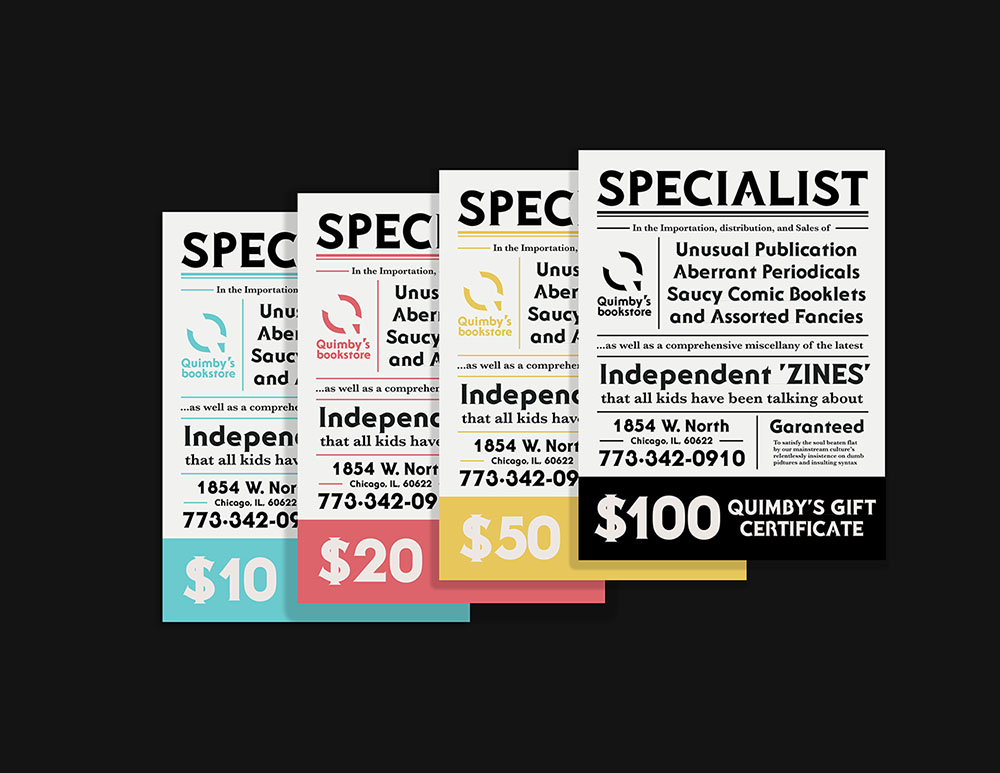 SPEC
In the Importation
Quimby's
bookstore
Unus
Aber
Saucy
and
...as well as a comprehe
Indepen
that all kids hav
1854 W. Nor
Chicago, IL. 60622
773·342-09
$10
SPECI
In the Importation,
Quimby's
bookstore
Unus
Aberr
Saucy
and A
...as well as a comprehen
Independ
that all kids have
1854 W. Nort
Chicago, IL. 60622
773·342-09
$20
SPEC
In the Importation,
Quimby's
bookstore
Unus
Aber
Saucy
and A
...as well as a comprehen
Independ
that all kids have
1854 W. North
Chicago, IL. 60622
773·342-09
$50
SPECIALIST
In the Importation, distribution, and Sales of
Quimby's
bookstore
Unusual Publication
Aberrant Periodicals
Saucy Comic Booklets
and Assorted Fancies
...as well as a comprehensive miscellany of the latest
Independent 'ZINES'
that all kids have been talking about
1854 W. North
Chicago, IL. 60622
773·342-0910
Garanteed
To satisfy the soul beaten flat
by our mainstream culture's
relentlessly insistence on dumb
pidtures and insulting syntax
$100
QUIMBY'S GIFT
CERTIFICATE